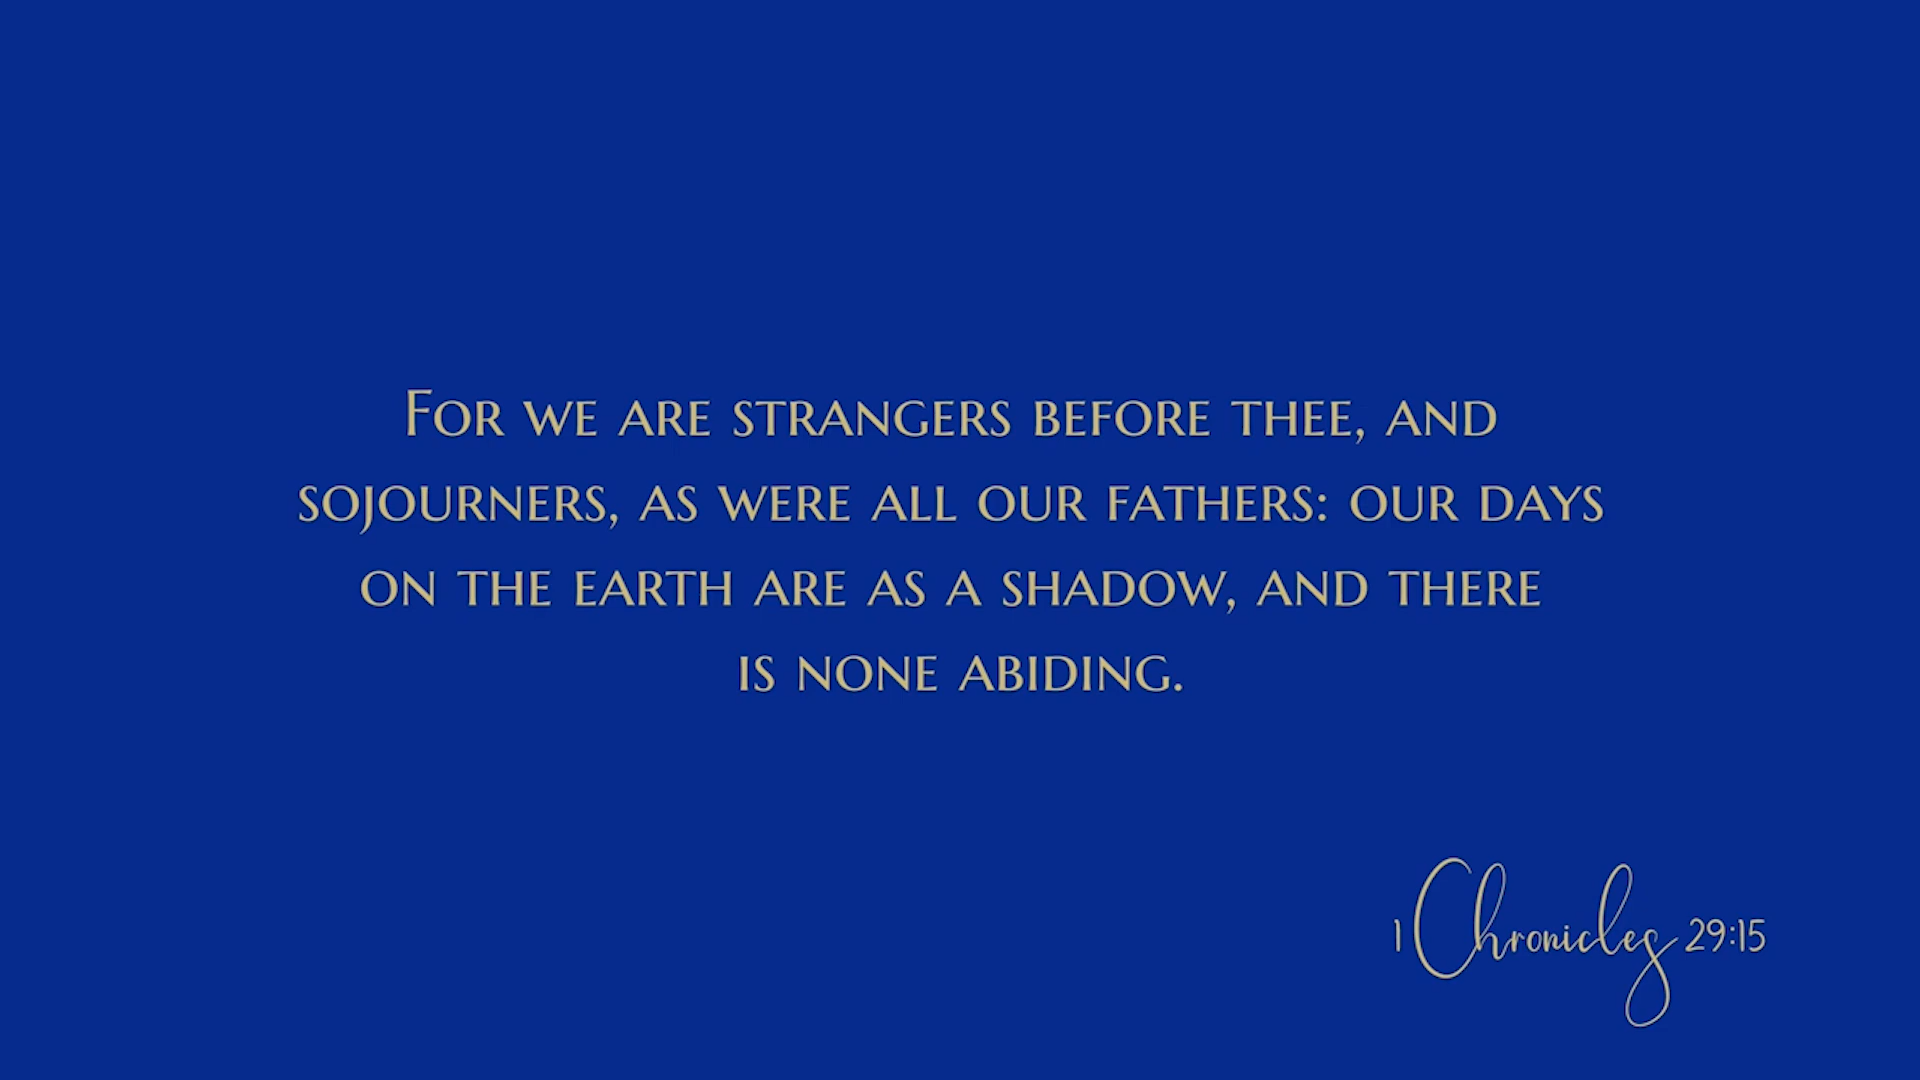 For we are strangers before thee, and
sojourners, as were all our fathers: our days
on the earth are as a shadow, and there
is none abiding.
1 Chronicles 29:15